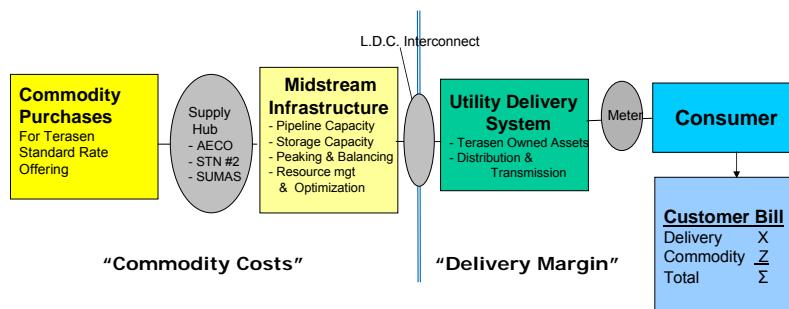 L.D.C. Interconnect
Commodity
Purchases
For Terasen
Standard Rate
Offering
Supply
Hub
- AECO
- STN #2
- SUMAS
Midstream
Infrastructure
- Pipeline Capacity
- Storage Capacity
- Peaking & Balancing
- Resource mgt
& Optimization
Utility Delivery
System
- Terasen Owned Assets
- Distribution &
Transmission
Meter
Consumer
Customer Bill
Delivery X
Commodity Z
Total Σ
"Commodity Costs"
"Delivery Margin"